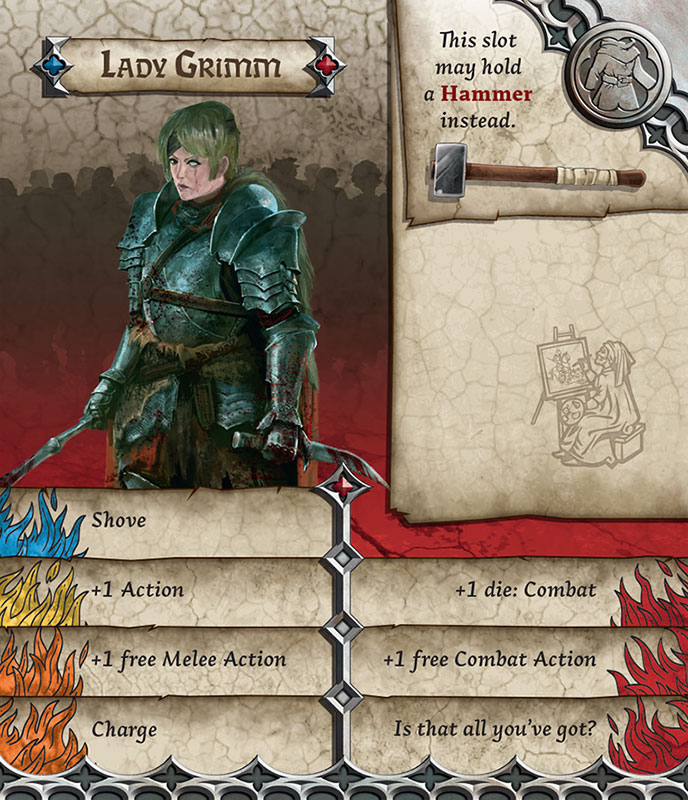 Lady Grimm
This slot
may hold
a Hammer
instead.
Shove
+1 Action
+1 die: Combat
+1 free Melee Action
+1 free Combat Action
Charge
Is that all you've got?